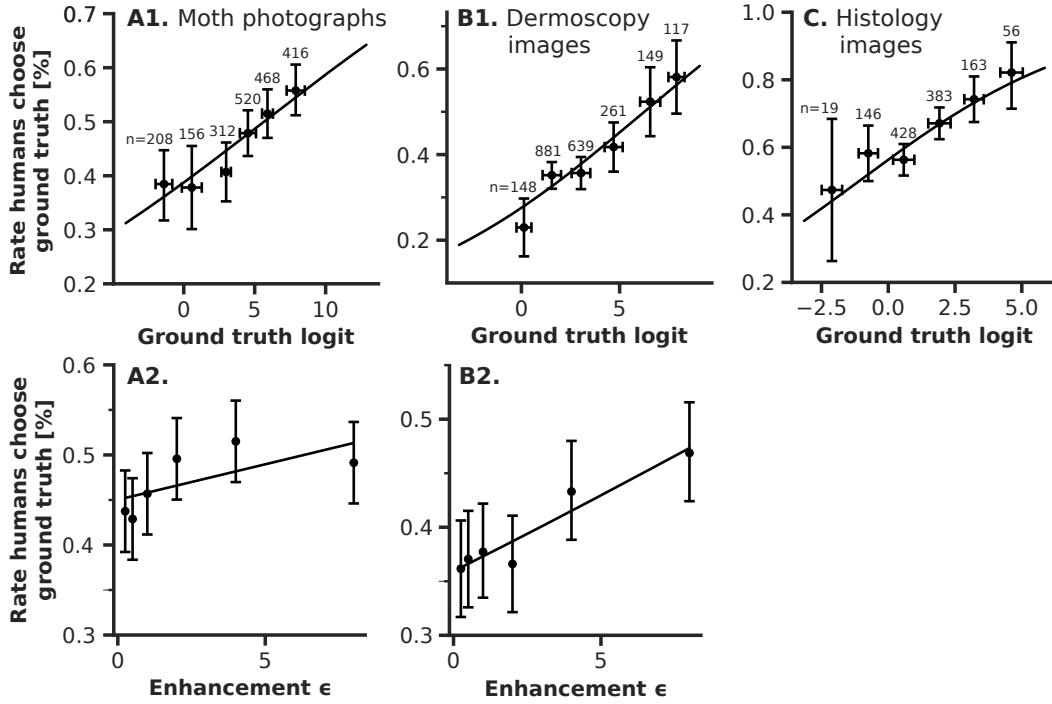 A1. Moth photographs
Rate humans choose
ground truth [%]
0.7
0.6
0.5
0.4
0.3
0.2
n=208
156
312
520
468
416
0
5
10
Ground truth logit
B1. Dermoscopy
images
0.6
0.4
0.2
n=148
881
639
261
149
117
0
5
Ground truth logit
C. Histology
images
1.0
0.8
0.6
0.4
0.2
n=19
146
428
383
163
56
−2.5
0.0
2.5
5.0
Ground truth logit
A2.
Rate humans choose
ground truth [%]
0.6
0.5
0.4
0.3
0
5
Enhancement ϵ
B2.
0.5
0.4
0.3
0
5
Enhancement ϵ